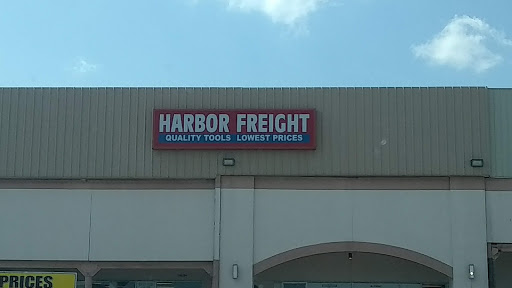 HARBOR FREIGHT
QUALITY TOOLS LOWEST PRICES
PRICES